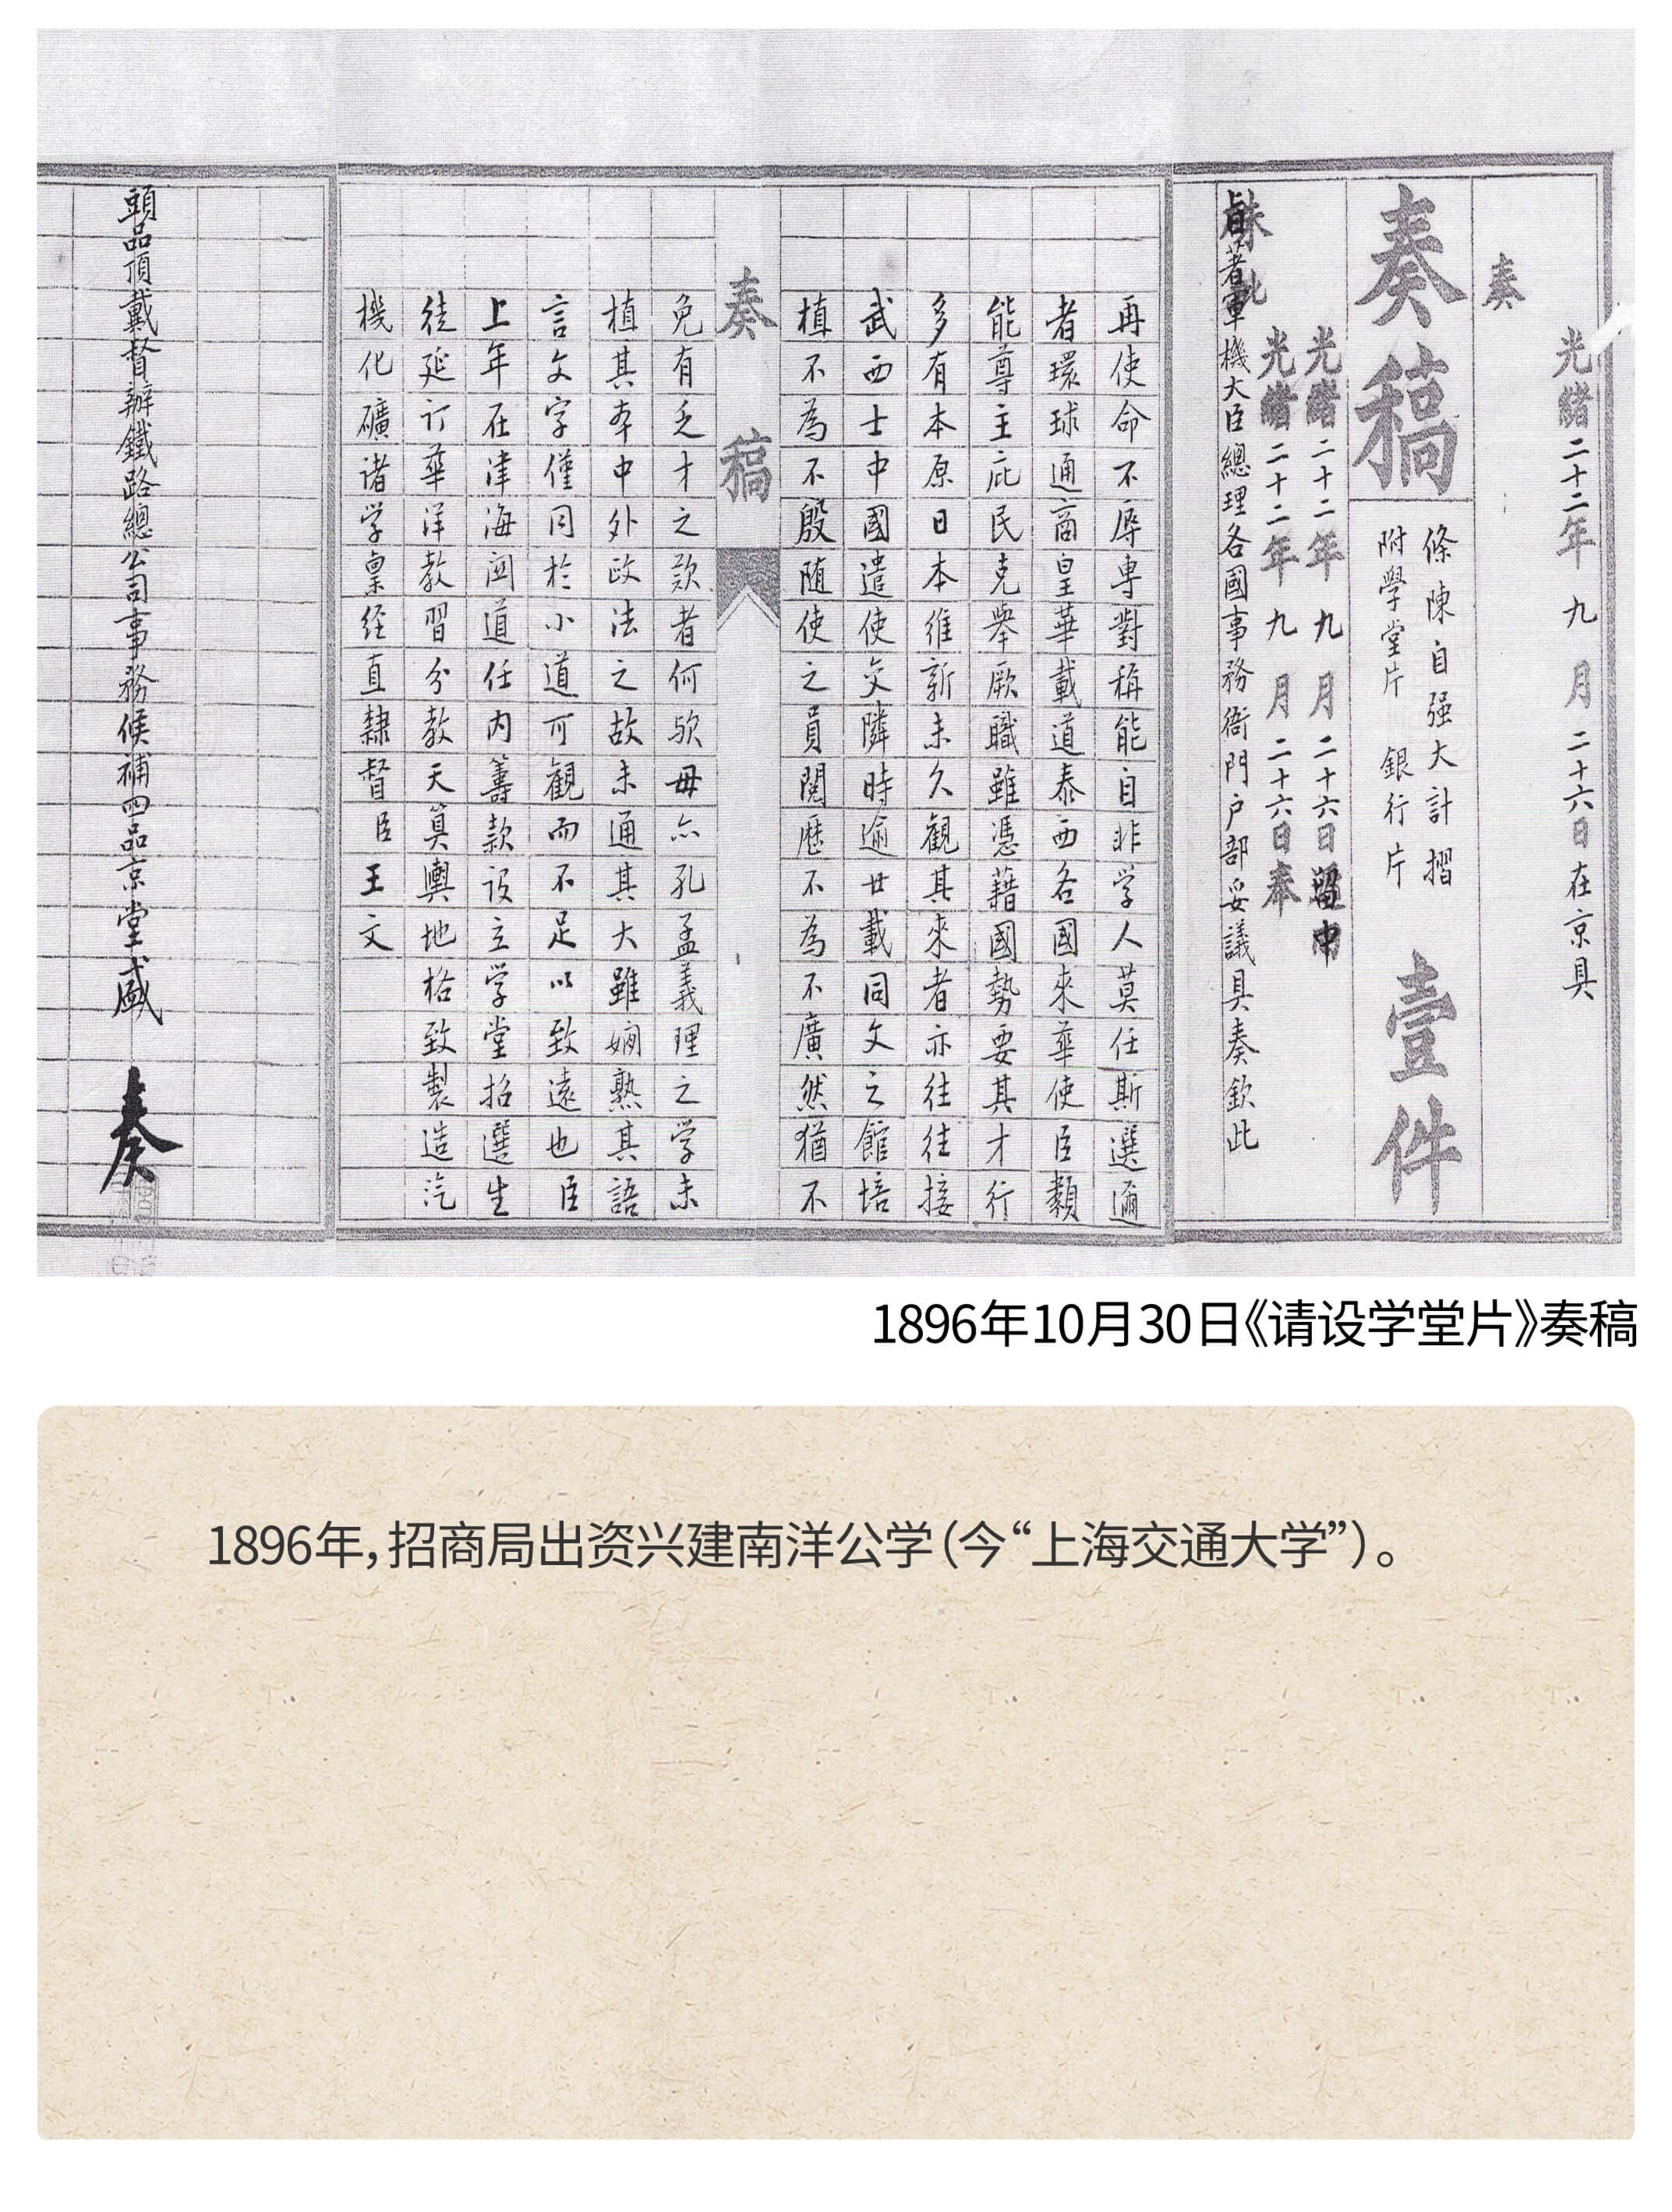 光緒二十二年九月二十六日在京具
奏
奏稿 壹件
條陳自强大計摺
附學堂片 銀行片
光緒二十二年九月二十六日留中
光緒二十二年九月二十六日奉
旨著軍機大臣總理各國事務衙門户部妥議具奏欽此
再使命不辱專對稱能自非学人莫任斯選邇
者環球通商皇華載道泰西各國來華使臣類
能尊主庇民克舉厥職雖憑藉國勢要其才行
多有本原日本維新未久觀其來者亦往往接
武西士中國遣使交隣時逾廿載同文之館培
植不為不殷随使之員閱歷不為不廣然猶不
奏稿
免有乏才之歎者何歟毋亦孔孟義理之学未
植其本中外政法之故未通其大雖嫻熟其語
言文字僅同於小道可観而不足以致遠也臣
上年在津海関道任内籌款設立学堂招選生
徒延訂華洋教習分教天算輿地格致製造汽
機化礦诸学稟经直隸督臣王文
頭品頂戴督辦鐵路總公司事務候補四品京堂盛 奏
1896年10月30日《请设学堂片》奏稿
1896年，招商局出资兴建南洋公学（今“上海交通大学”）。